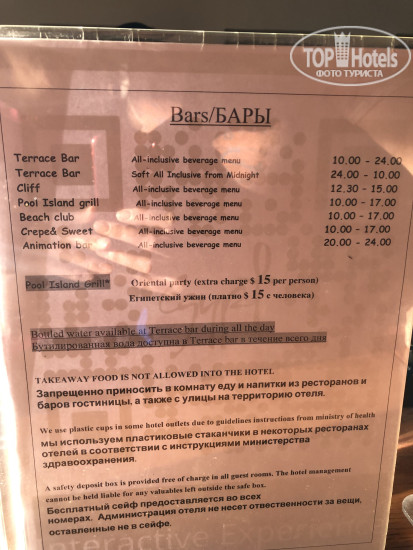 TOPHotels
ФОТО ТУРИСТА
Bars/БАРЫ
Terrace Bar All-inclusive beverage menu 10.00 - 24.00
Terrace Bar Soft All Inclusive from Midnight 24.00 - 10.00
Cliff All-inclusive beverage menu 12.30 - 15.00
Pool Island grill All-inclusive beverage menu 10.00 - 17.00
Beach club All-inclusive beverage menu 10.00 - 17.00
Crepe& Sweet All-inclusive beverage menu 10.00 - 17.00
Animation bar All-inclusive beverage menu 20.00 - 24.00
Pool Island Grill* Oriental party (extra charge $ 15 per person)
Египетский ужин (платно $ 15 с человека)
Bottled water available at Terrace bar during all the day
Бутилированная вода доступна в Terrace bar в течение всего дня
TAKEAWAY FOOD IS NOT ALLOWED INTO THE HOTEL
Запрещенно приносить в комнату еду и напитки из ресторанов и
баров гостиницы, а также с улицы на территорию отеля.
We use plastic cups in some hotel outlets due to guidelines instructions from ministry of health
мы используем пластиковые стаканчики в некоторых ресторанах
отелей в соответствии с инструкциями министерства
здравоохранения.
A safety deposit box is provided free of charge in all guest rooms. The hotel management
cannot be held liable for any valuables left outside the safe box.
Бесплатный сейф предоставляется во всех
номерах. Администрация отеля не несет отвественности за вещи,
оставленные не в сейфе.